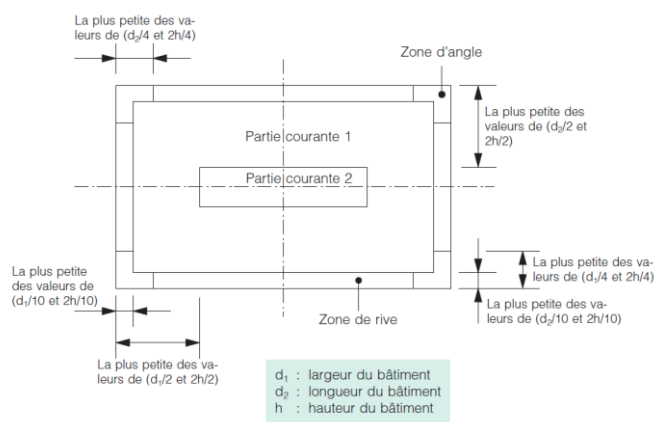 La plus petite des va-
leurs de (d₂/4 et 2h/4)
Zone d'angle
La plus petite des
valeurs de (d₂/2 et
2h/2)
Partie courante 1
Partie courante 2
La plus petite
des valeurs de
(d₁/10 et 2h/10)
La plus petite des va-
leurs de (d₁/4 et 2h/4)
La plus petite des va-
leurs de (d₂/10 et 2h/10)
Zone de rive
La plus petite des va-
leurs de (d₁/2 et 2h/2)
d₁ : largeur du bâtiment
d₂ : longueur du bâtiment
h : hauteur du bâtiment